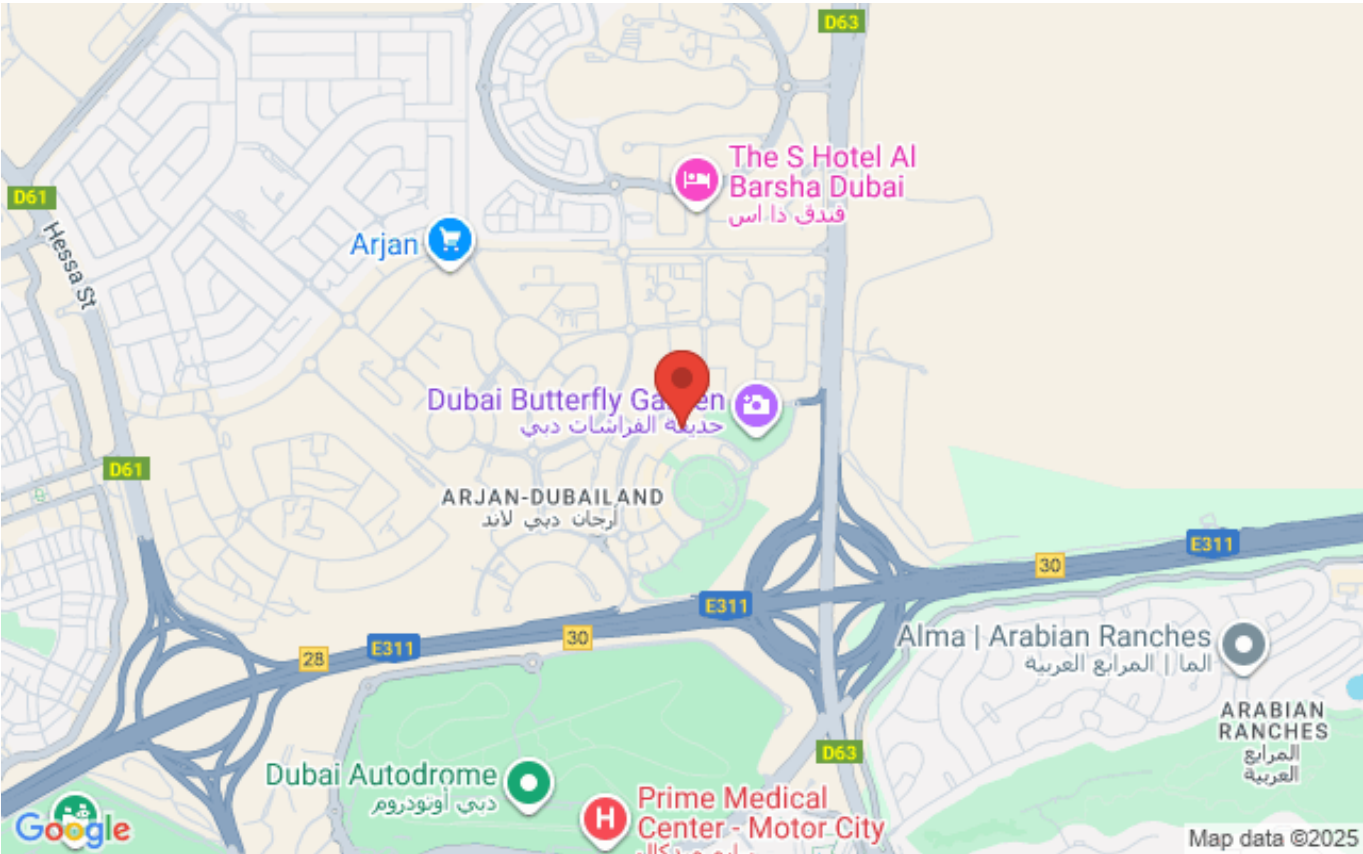 D63
The S Hotel Al
Barsha Dubai
فندق ذا اس
D61
Hessa St
Arjan
Dubai Butterfly
حديقة الفراشات دبي
D61
ARJAN-DUBAILAND
أرجان دبي لاند
E311
30
E311
30
E311
28
Alma | Arabian Ranches
الما | المرابع العربية
ARABIAN
RANCHES
المرابع
العربية
D63
Dubai Autodrome
دبي أوتودروم
H
Prime Medical
Center - Motor City
Google
Map data ©2025